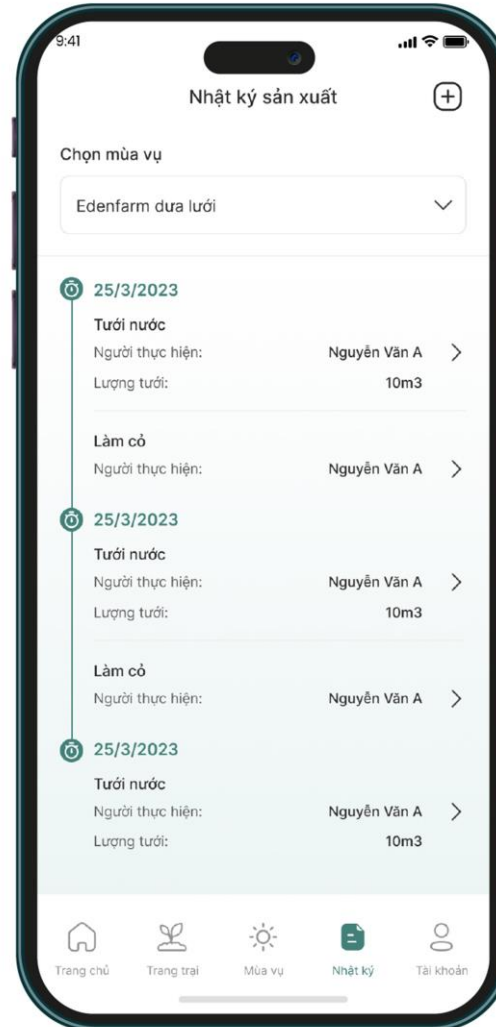 9:41
Nhật ký sản xuất
Chọn mùa vụ
Edenfarm dưa lưới
25/3/2023
Tưới nước
Người thực hiện: Nguyễn Văn A
Lượng tưới: 10m3
Làm cỏ
Người thực hiện: Nguyễn Văn A
25/3/2023
Tưới nước
Người thực hiện: Nguyễn Văn A
Lượng tưới: 10m3
Làm cỏ
Người thực hiện: Nguyễn Văn A
25/3/2023
Tưới nước
Người thực hiện: Nguyễn Văn A
Lượng tưới: 10m3
Trang chủ Trang trại Mùa vụ Nhật ký Tài khoản